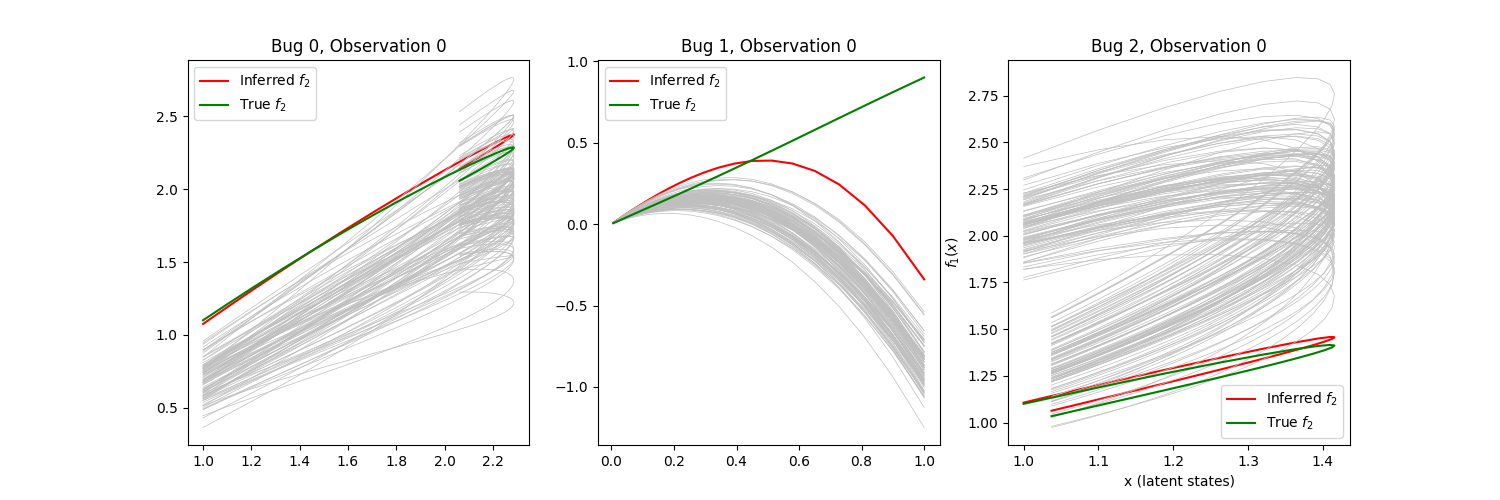 Bug 0, Observation 0
Inferred f₂
True f₂
2.5
2.0
1.5
1.0
0.5
1.0 1.2 1.4 1.6 1.8 2.0 2.2
Bug 1, Observation 0
Inferred f₂
True f₂
1.0
0.5
0.0
−0.5
−1.0
0.0 0.2 0.4 0.6 0.8 1.0
Bug 2, Observation 0
f₁(x)
2.75
2.50
2.25
2.00
1.75
1.50
1.25
1.00
Inferred f₂
True f₂
1.0 1.1 1.2 1.3 1.4
x (latent states)